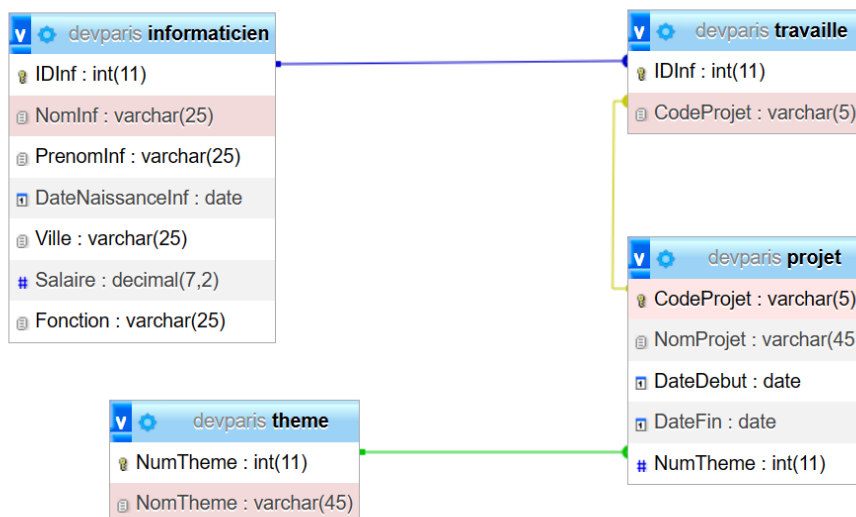 devparis informaticien
IDInf : int(11)
NomInf : varchar(25)
PrenomInf : varchar(25)
DateNaissanceInf : date
Ville : varchar(25)
Salaire : decimal(7,2)
Fonction : varchar(25)
devparis travaille
IDInf : int(11)
CodeProjet : varchar(5)
devparis projet
CodeProjet : varchar(5)
NomProjet : varchar(45
DateDebut : date
DateFin : date
NumTheme : int(11)
devparis theme
NumTheme : int(11)
NomTheme : varchar(45)